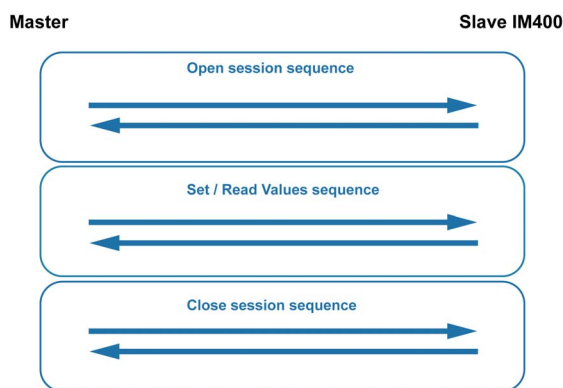 Master
Slave IM400
Open session sequence
Set / Read Values sequence
Close session sequence